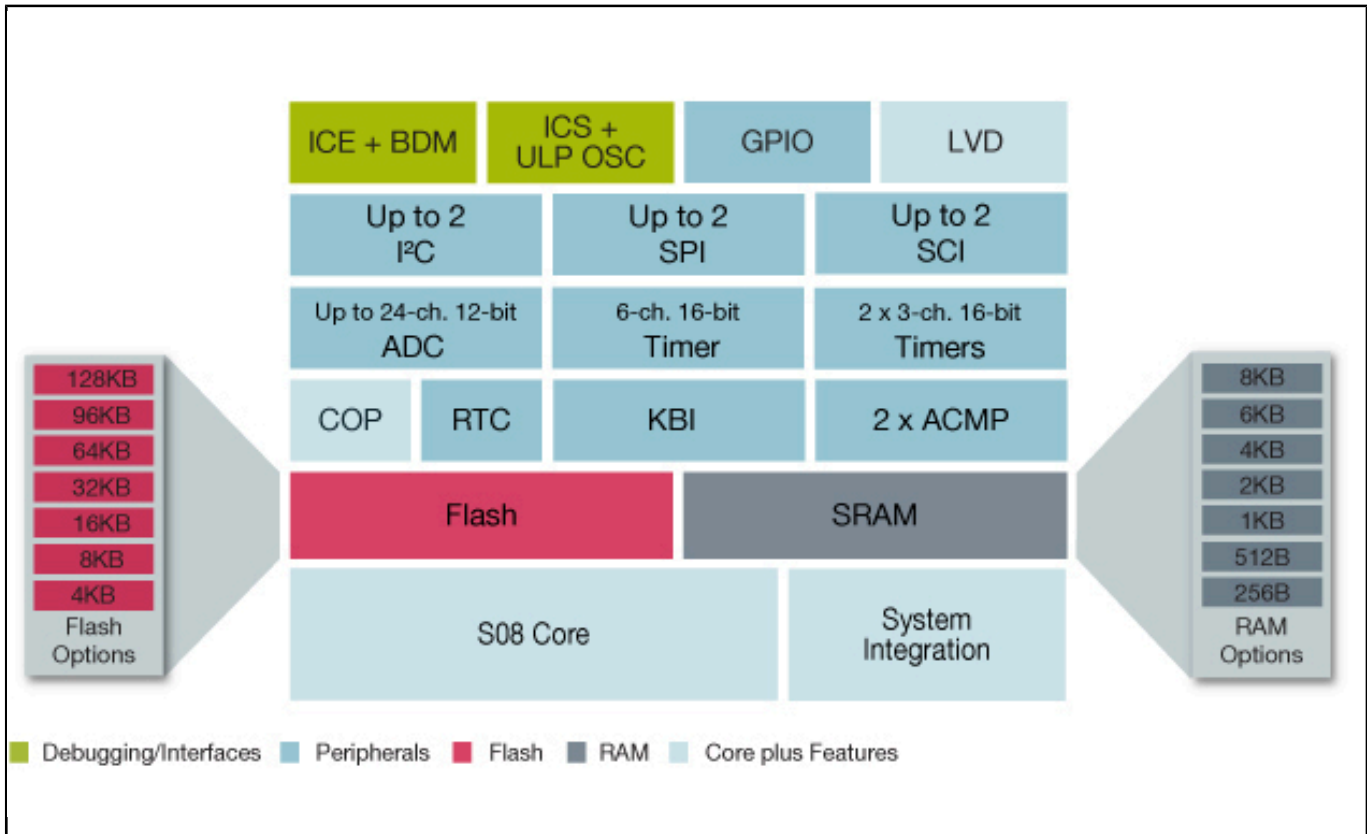 ICE + BDM
ICS +
ULP OSC
GPIO
LVD
Up to 2
I²C
Up to 2
SPI
Up to 2
SCI
Up to 24-ch. 12-bit
ADC
6-ch. 16-bit
Timer
2 x 3-ch. 16-bit
Timers
COP
RTC
KBI
2 x ACMP
Flash
SRAM
S08 Core
System
Integration
128KB
96KB
64KB
32KB
16KB
8KB
4KB
Flash
Options
8KB
6KB
4KB
2KB
1KB
512B
256B
RAM
Options
Debugging/Interfaces
Peripherals
Flash
RAM
Core plus Features